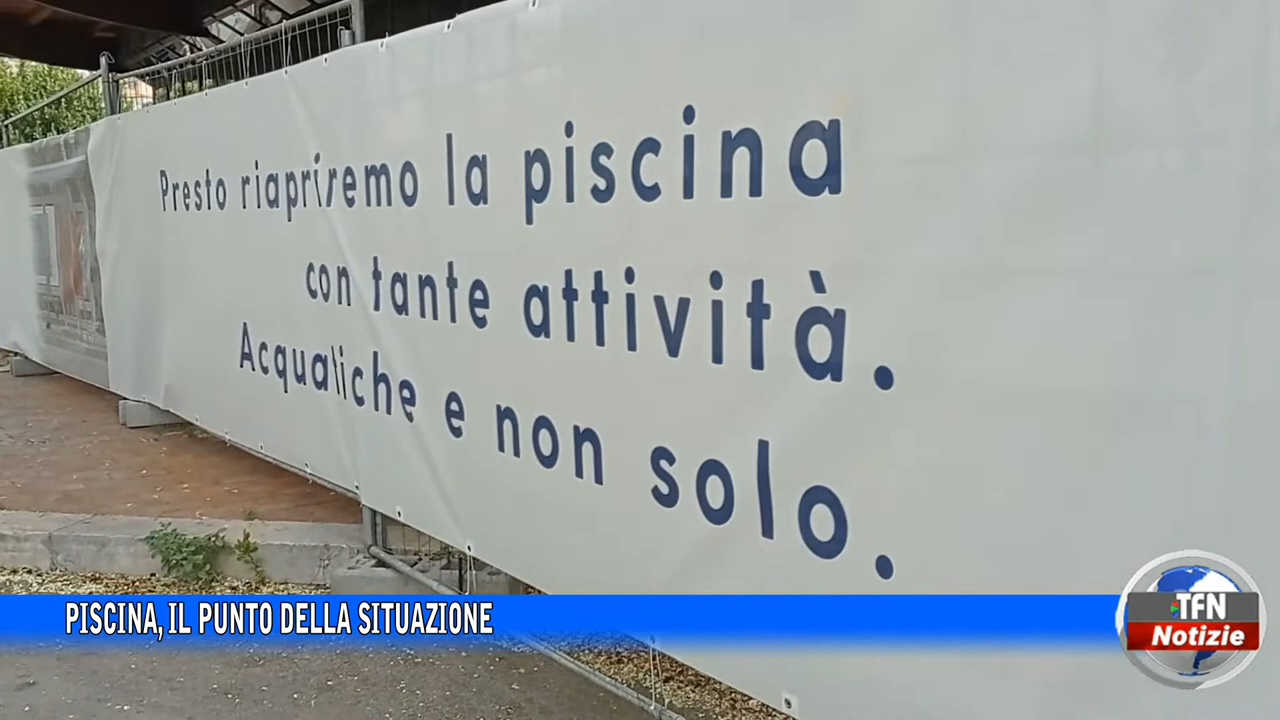 Presto riapriremo la piscina
con tante attività.
Acquatiche e non solo.
PISCINA, IL PUNTO DELLA SITUAZIONE
TFN
Notizie